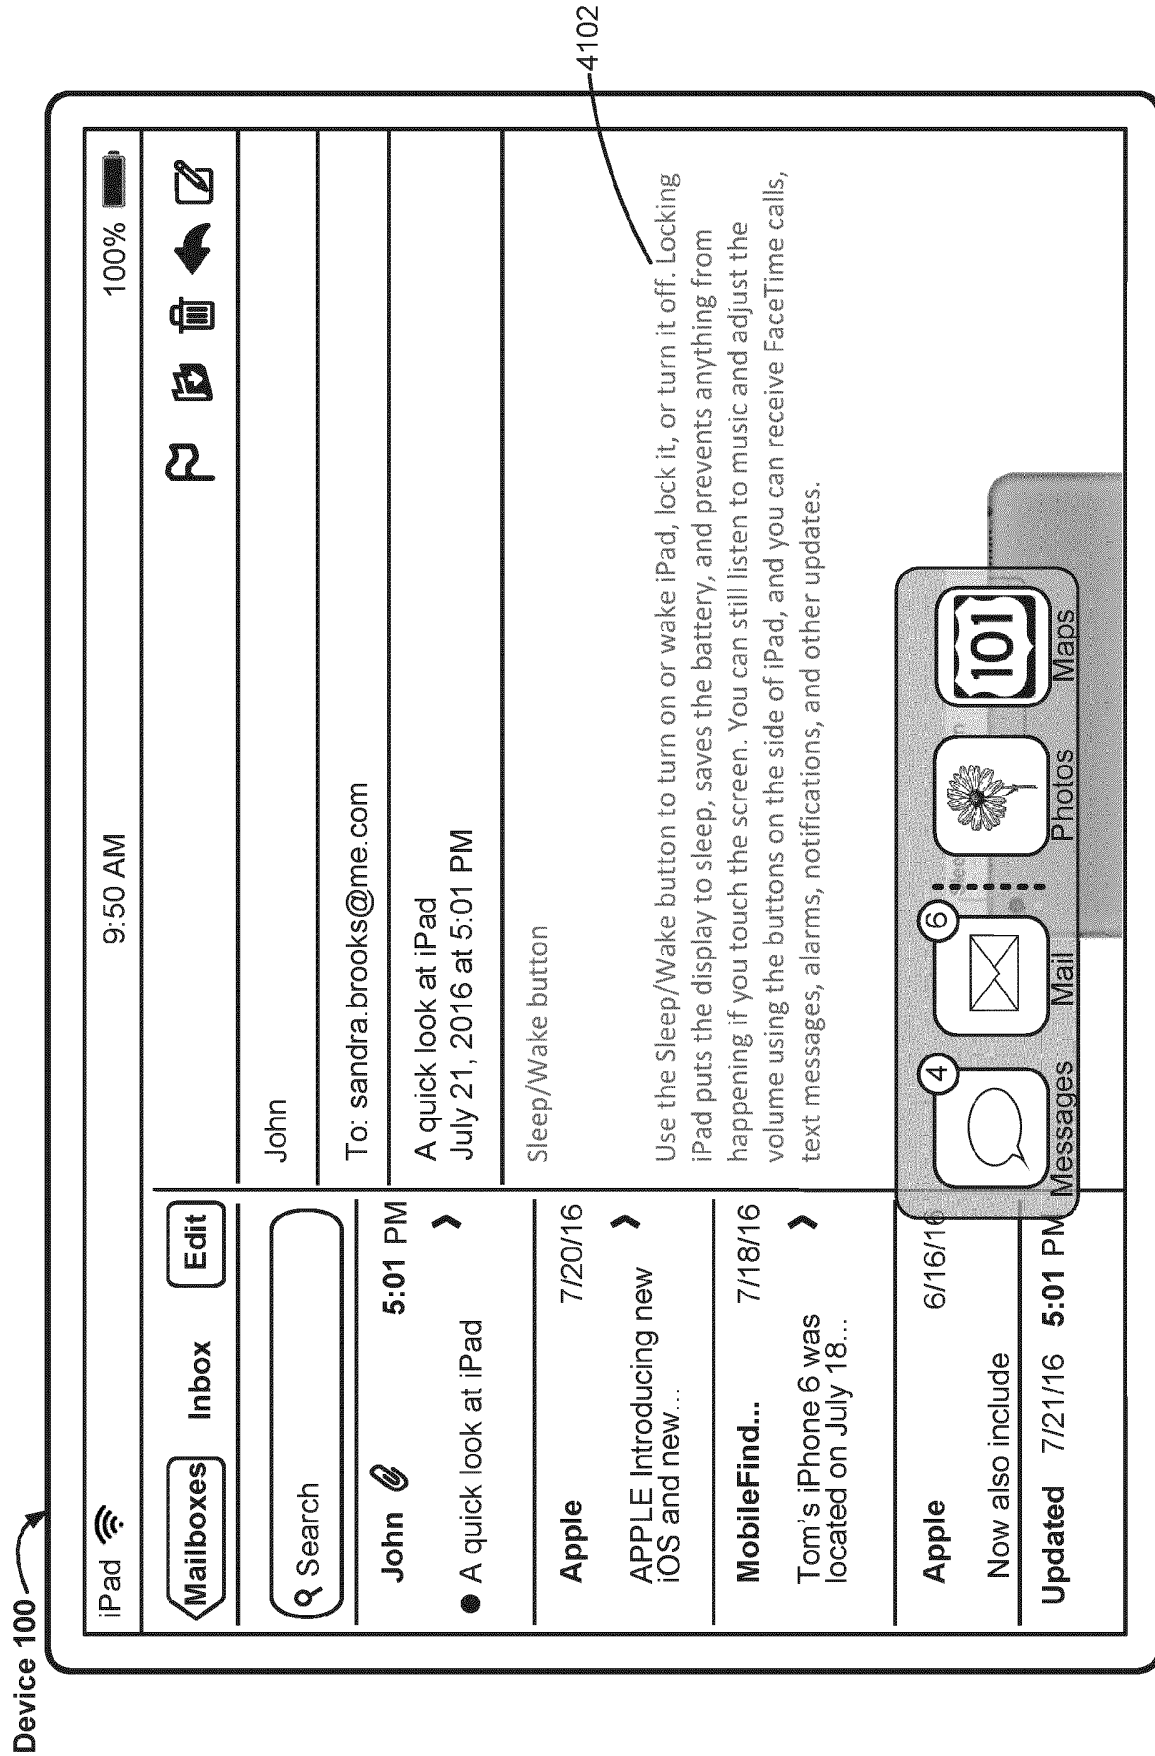 Device 100
iPad 9:50 AM 100%
Mailboxes Inbox Edit
Search
John 5:01 PM
A quick look at iPad
Apple 7/20/16
APPLE Introducing new
iOS and new...
MobileFind... 7/18/16
Tom's iPhone 6 was
located on July 18...
Apple 6/16/16
Now also include
Updated 7/21/16 5:01 PM
John
To: sandra.brooks@me.com
A quick look at iPad
July 21, 2016 at 5:01 PM
Sleep/Wake button
Use the Sleep/Wake button to turn on or wake iPad, lock it, or turn it off. Locking
iPad puts the display to sleep, saves the battery, and prevents anything from
happening if you touch the screen. You can still listen to music and adjust the
volume using the buttons on the side of iPad, and you can receive FaceTime calls,
text messages, alarms, notifications, and other updates.
4102
4 6 101
Messages Mail Photos Maps